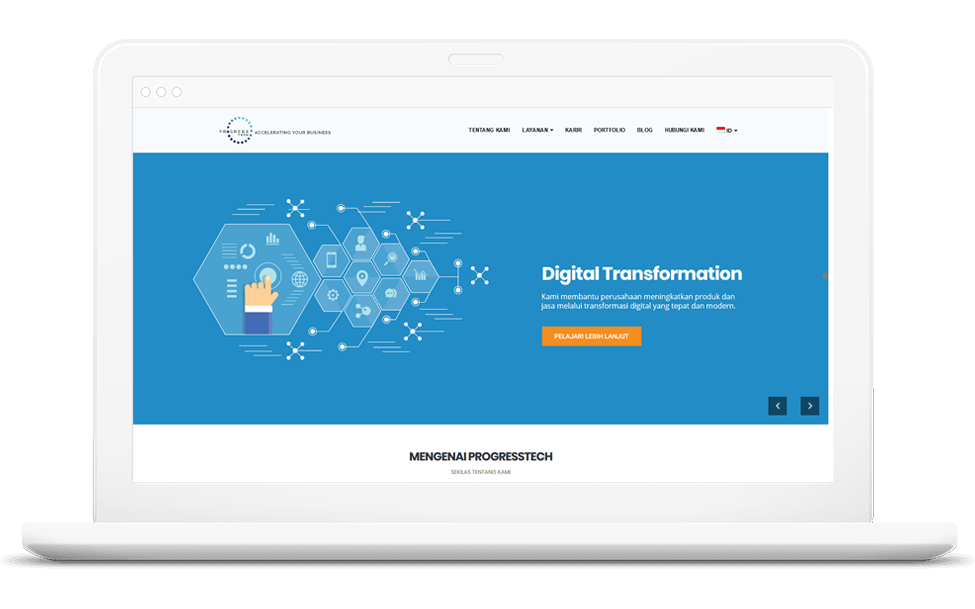 PROGRESS
TECH
ACCELERATING YOUR BUSINESS
TENTANG KAMI
LAYANAN
KARIR
PORTFOLIO
BLOG
HUBUNGI KAMI
ID
Digital Transformation
Kami membantu perusahaan meningkatkan produk dan
jasa melalui transformasi digital yang tepat dan modern.
PELAJARI LEBIH LANJUT
MENGENAI PROGRESSTECH
SEKILAS TENTANG KAMI